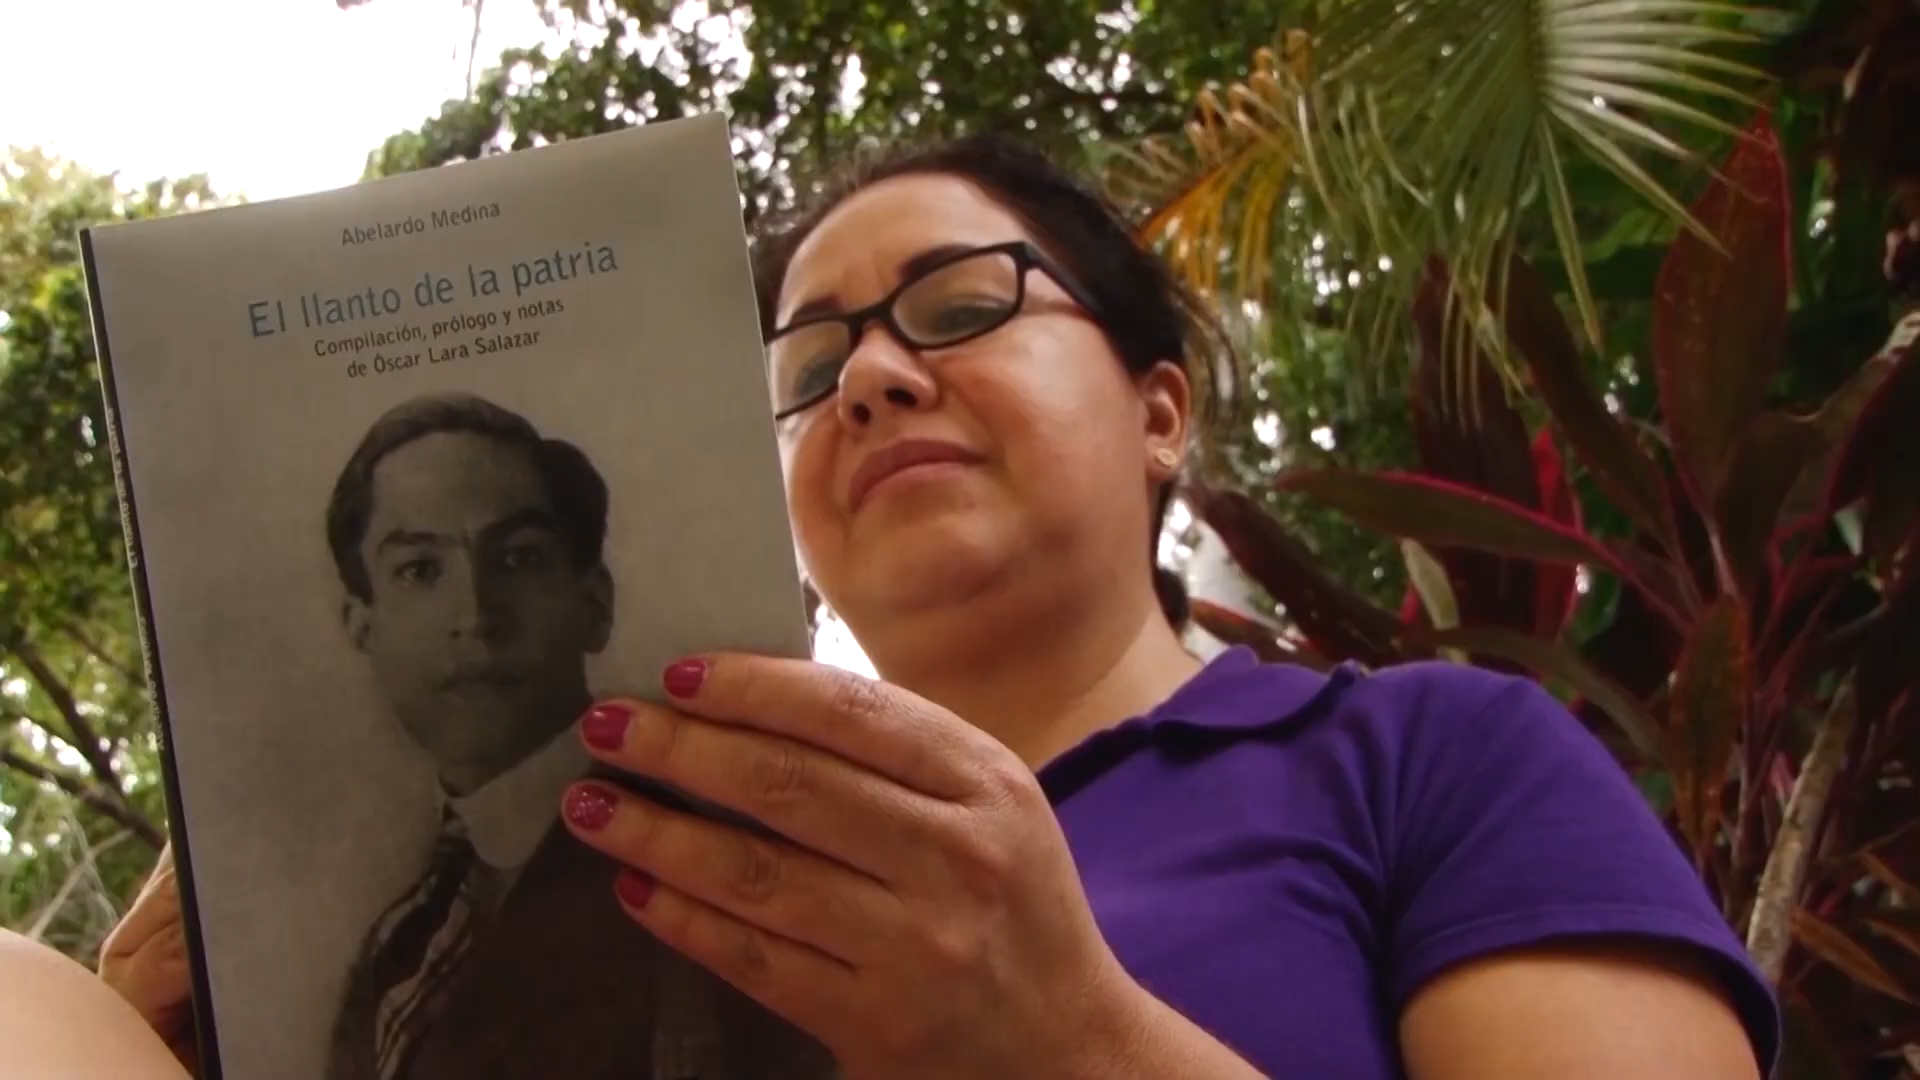 Abelardo Medina
El llanto de la patria
Compilación, prólogo y notas
de Óscar Lara Salazar